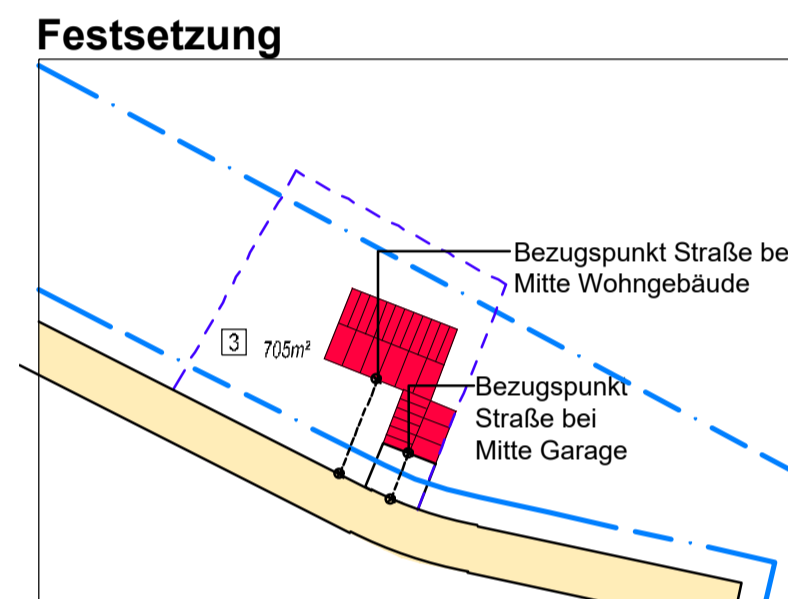 Festsetzung
Bezugspunkt Straße be
Mitte Wohngebäude
3 705m²
Bezugspunkt
Straße bei
Mitte Garage